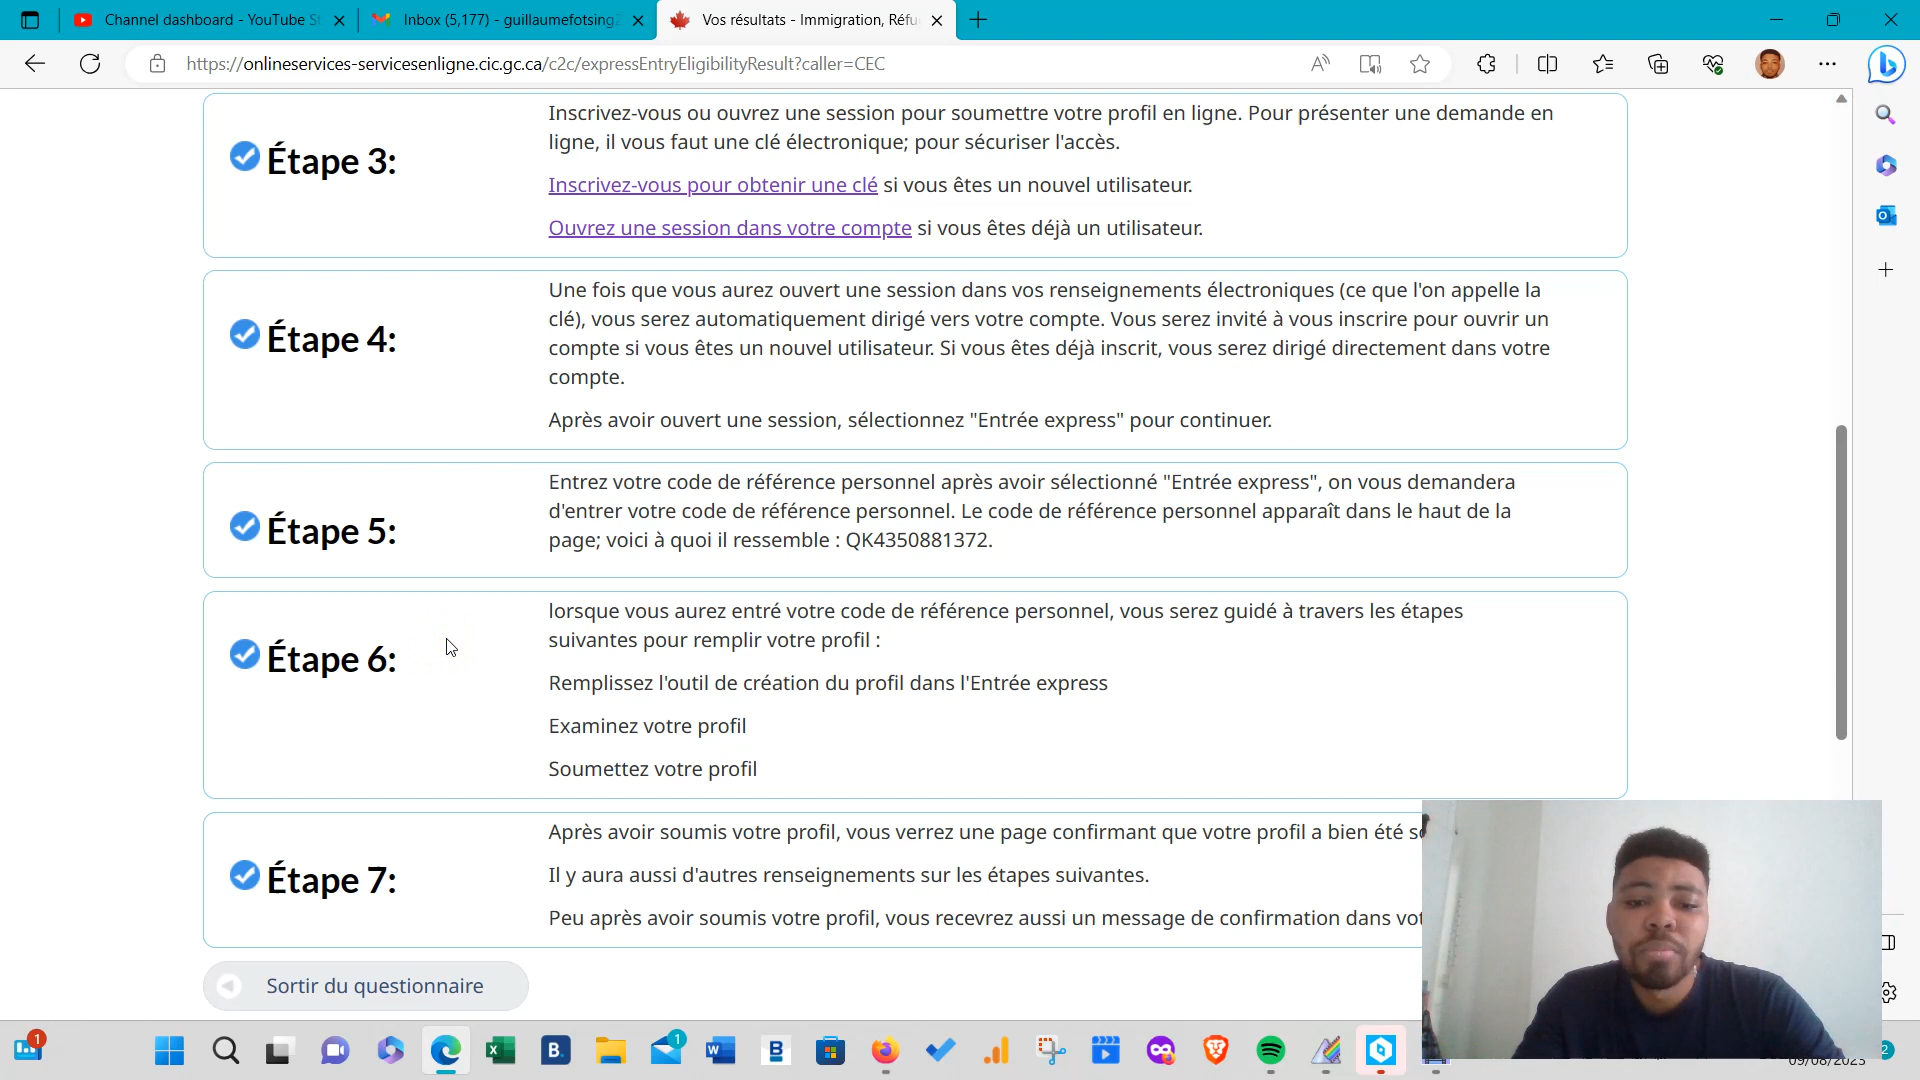 Channel dashboard - YouTube S
Inbox (5,177) - guillaumefotsing
Vos résultats - Immigration, Réfu
https://onlineservices-servicesenligne.cic.gc.ca/c2c/expressEntryEligibilityResult?caller=CEC
Étape 3:
Inscrivez-vous ou ouvrez une session pour soumettre votre profil en ligne. Pour présenter une demande en
ligne, il vous faut une clé électronique; pour sécuriser l'accès.
Inscrivez-vous pour obtenir une clé si vous êtes un nouvel utilisateur.
Ouvrez une session dans votre compte si vous êtes déjà un utilisateur.
Étape 4:
Une fois que vous aurez ouvert une session dans vos renseignements électroniques (ce que l'on appelle la
clé), vous serez automatiquement dirigé vers votre compte. Vous serez invité à vous inscrire pour ouvrir un
compte si vous êtes un nouvel utilisateur. Si vous êtes déjà inscrit, vous serez dirigé directement dans votre
compte.
Après avoir ouvert une session, sélectionnez "Entrée express" pour continuer.
Étape 5:
Entrez votre code de référence personnel après avoir sélectionné "Entrée express", on vous demandera
d'entrer votre code de référence personnel. Le code de référence personnel apparaît dans le haut de la
page; voici à quoi il ressemble : QK4350881372.
Étape 6:
lorsque vous aurez entré votre code de référence personnel, vous serez guidé à travers les étapes
suivantes pour remplir votre profil :
Remplissez l'outil de création du profil dans l'Entrée express
Examinez votre profil
Soumettez votre profil
Étape 7:
Après avoir soumis votre profil, vous verrez une page confirmant que votre profil a bien été
Il y aura aussi d'autres renseignements sur les étapes suivantes.
Peu après avoir soumis votre profil, vous recevrez aussi un message de confirmation dans
Sortir du questionnaire
09/08/2023